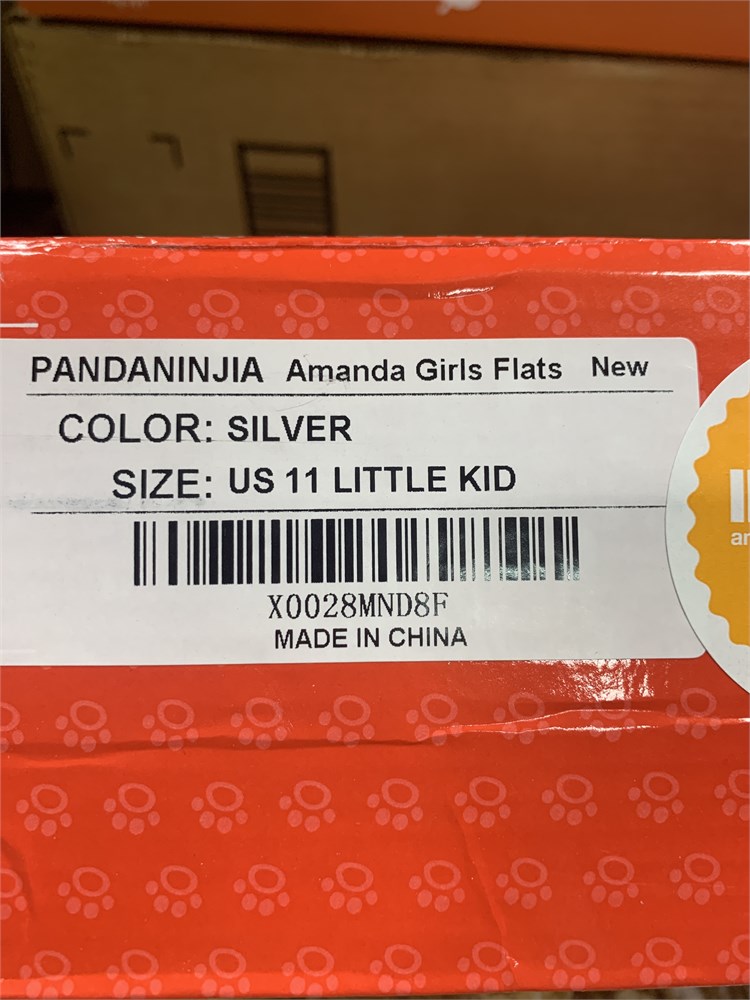 PANDANINJIA Amanda Girls Flats New
COLOR: SILVER
SIZE: US 11 LITTLE KID
X0028MND8F
MADE IN CHINA